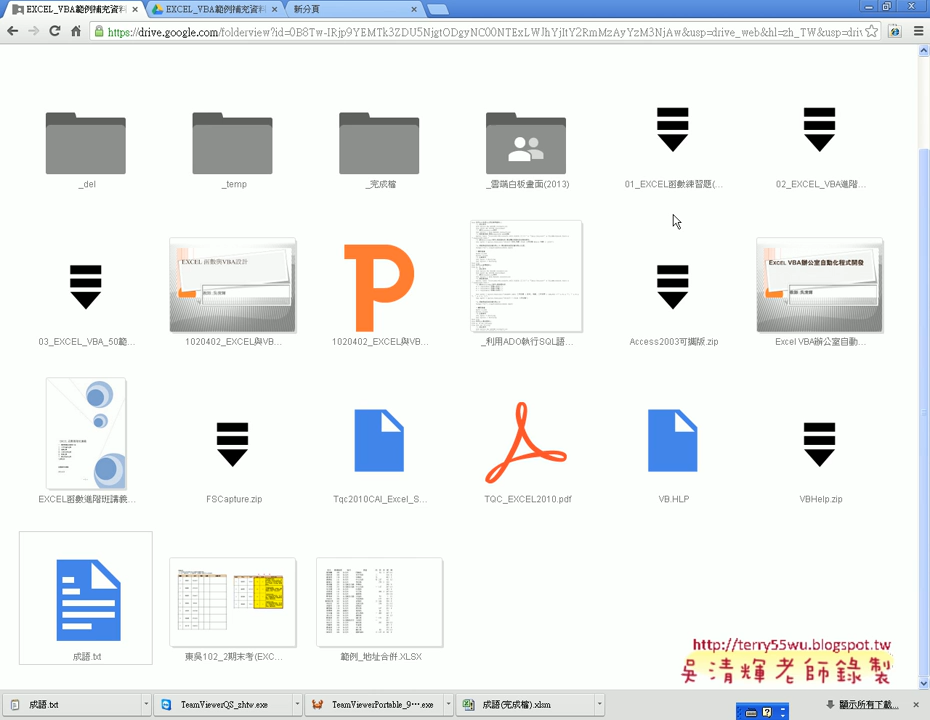 EXCEL_VBA範例補充資料
EXCEL_VBA範例補充資料
新分頁
https://drive.google.com/folderview?id=0B8Tw-IRjp9YEMTk3ZDU5NjgtODgyNC00NTExLWJhYjItY2RmMzAyYzM3NjAw&usp=drive_web&hl=zh_TW&usp=driv
_del
_temp
_完成檔
_雲端白板畫面(2013)
01_EXCEL函數練習題(...
02_EXCEL_VBA進階...
EXCEL 函數與VBA設計
Excel VBA辦公室自動化程式開發
03_EXCEL_VBA_50範...
1020402_EXCEL與VB...
1020402_EXCEL與VB...
_利用ADO執行SQL語...
Access2003可攜版.zip
Excel VBA辦公室自動...
EXCEL函數進階班講義...
FSCapture.zip
Tqc2010CAI_Excel_S...
TQC_EXCEL2010.pdf
VB.HLP
VBHelp.zip
成語.txt
東吳102_2期末考(EXC...
範例_地址合併.XLSX
http://terry55wu.blogspot.tw
吳清輝老師錄製
成語.txt
TeamViewerQS_zhtw.exe
TeamViewerPortable_9-....exe
成語(完成檔).xlsm
顯示所有下載...